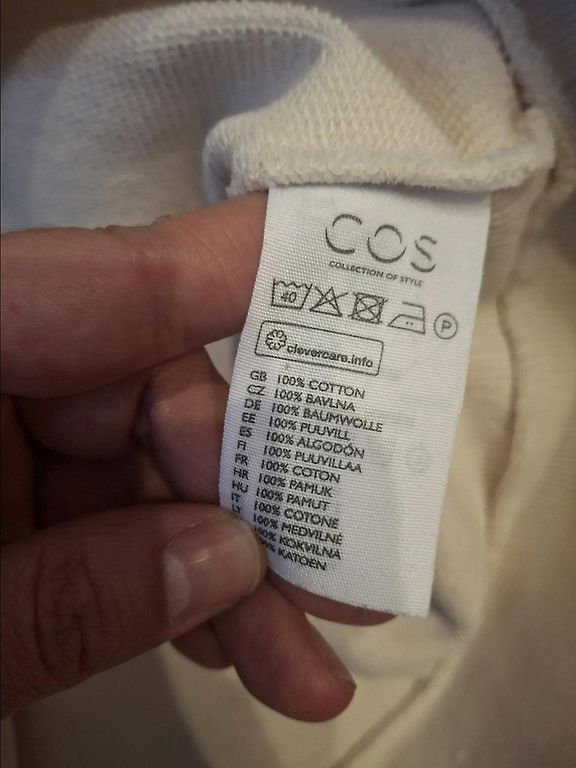 COS
COLLECTION OF STYLE
40 P
clevercare.info
GB 100% COTTON
CZ 100% BAVLNA
DE 100% BAUMWOLLE
EE 100% PUUVILL
ES 100% ALGODÓN
FI 100% PUUVILLAA
FR 100% COTON
HR 100% PAMUK
HU 100% PAMUT
IT 100% COTONE
100% MEDVILNĖ
100% KOKVILNA
KATOEN